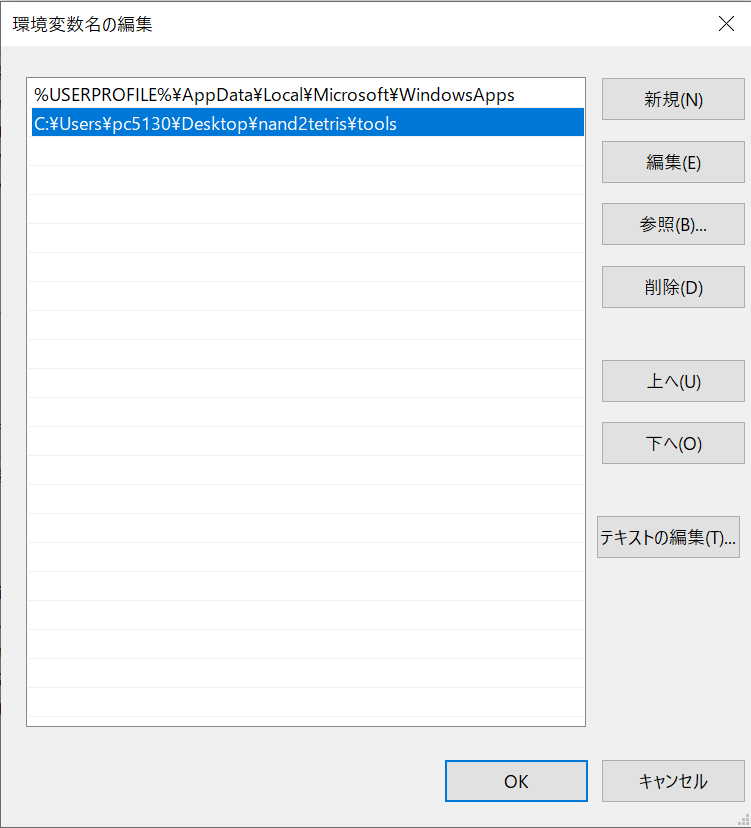 環境変数名の編集
%USERPROFILE%¥AppData¥Local¥Microsoft¥WindowsApps
C:¥Users¥pc5130¥Desktop¥nand2tetris¥tools
新規(N)
編集(E)
参照(B)...
削除(D)
上へ(U)
下へ(O)
テキストの編集(T)...
OK
キャンセル